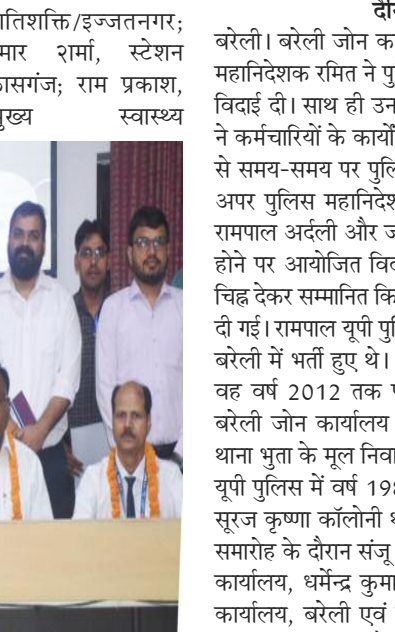 गतिशक्ति/इज्जतनगर;
मार शर्मा, स्टेशन
कासगंज; राम प्रकाश,
मुख्य स्वास्थ्य
दैनि
बरेली। बरेली जोन का
महानिदेशक रमित ने पु
विदाई दी। साथ ही उन
ने कर्मचारियों के कार्यों
से समय-समय पर पुलि
अपर पुलिस महानिदेश
रामपाल अर्दली और ज
होने पर आयोजित विद
चिह्न देकर सम्मानित कि
दी गई। रामपाल यूपी पु
बरेली में भर्ती हुए थे।
वह वर्ष 2012 तक प
बरेली जोन कार्यालय
थाना भुता के मूल निवा
यूपी पुलिस में वर्ष 198
सूरज कृष्णा कॉलोनी थ
समारोह के दौरान संजू
कार्यालय, धर्मेन्द्र कुमा
कार्यालय, बरेली एवं